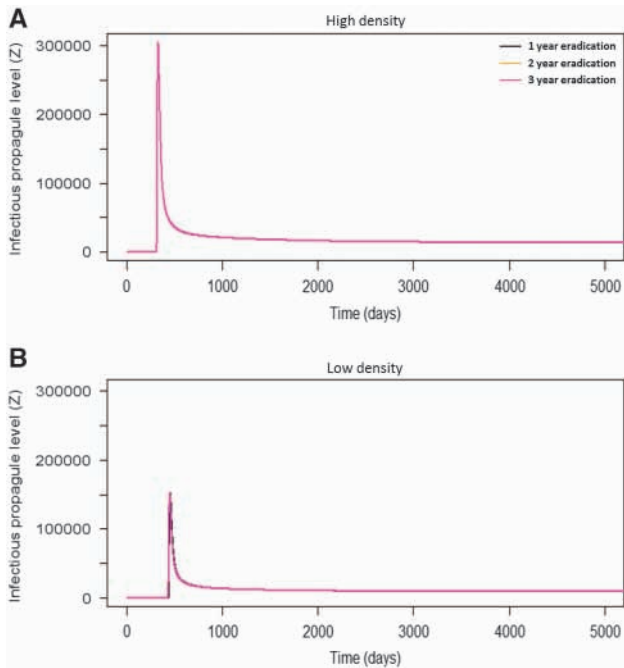 A
High density
Infectious propagule level (Z)
300000
200000
100000
0
1 year eradication
2 year eradication
3 year eradication
0 1000 2000 3000 4000 5000
Time (days)
B
Low density
Infectious propagule level (Z)
300000
200000
100000
0
0 1000 2000 3000 4000 5000
Time (days)